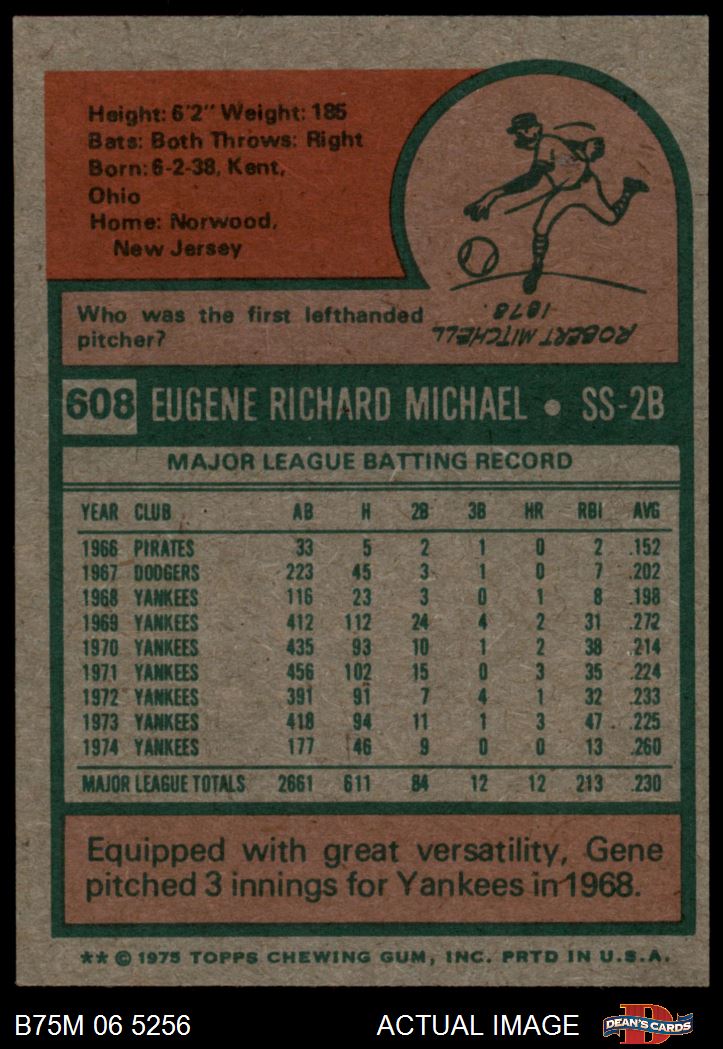 Height: 6'2" Weight: 185
Bats: Both Throws: Right
Born: 6-2-38, Kent,
Ohio
Home: Norwood,
New Jersey
Who was the first lefthanded
pitcher?
ROBERT MITCHELL
1878.
608 EUGENE RICHARD MICHAEL • SS-2B
MAJOR LEAGUE BATTING RECORD
YEAR CLUB AB H 2B 3B HR RBI AVG
1966 PIRATES 33 5 2 1 0 2 .152
1967 DODGERS 223 45 3 1 0 7 .202
1968 YANKEES 116 23 3 0 1 8 .198
1969 YANKEES 412 112 24 4 2 31 .272
1970 YANKEES 435 93 10 1 2 38 .214
1971 YANKEES 456 102 15 0 3 35 .224
1972 YANKEES 391 91 7 4 1 32 .233
1973 YANKEES 418 94 11 1 3 47 .225
1974 YANKEES 177 46 9 0 0 13 .260
MAJOR LEAGUE TOTALS 2661 611 84 12 12 213 .230
Equipped with great versatility, Gene
pitched 3 innings for Yankees in 1968.
** © 1975 TOPPS CHEWING GUM, INC. PRTD IN U.S.A.
B75M 06 5256 ACTUAL IMAGE D DEAN'S CARDS